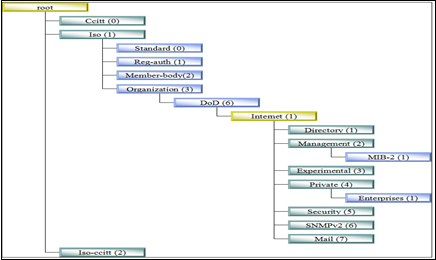 root
Ccitt (0)
Iso (1)
Standard (0)
Reg-auth (1)
Member-body(2)
Organization (3)
DoD (6)
Internet (1)
Directory (1)
Management (2)
MIB-2 (1)
Experimental (3)
Private (4)
Enterprises (1)
Security (5)
SNMPv2 (6)
Mail (7)
Iso-ccitt (2)